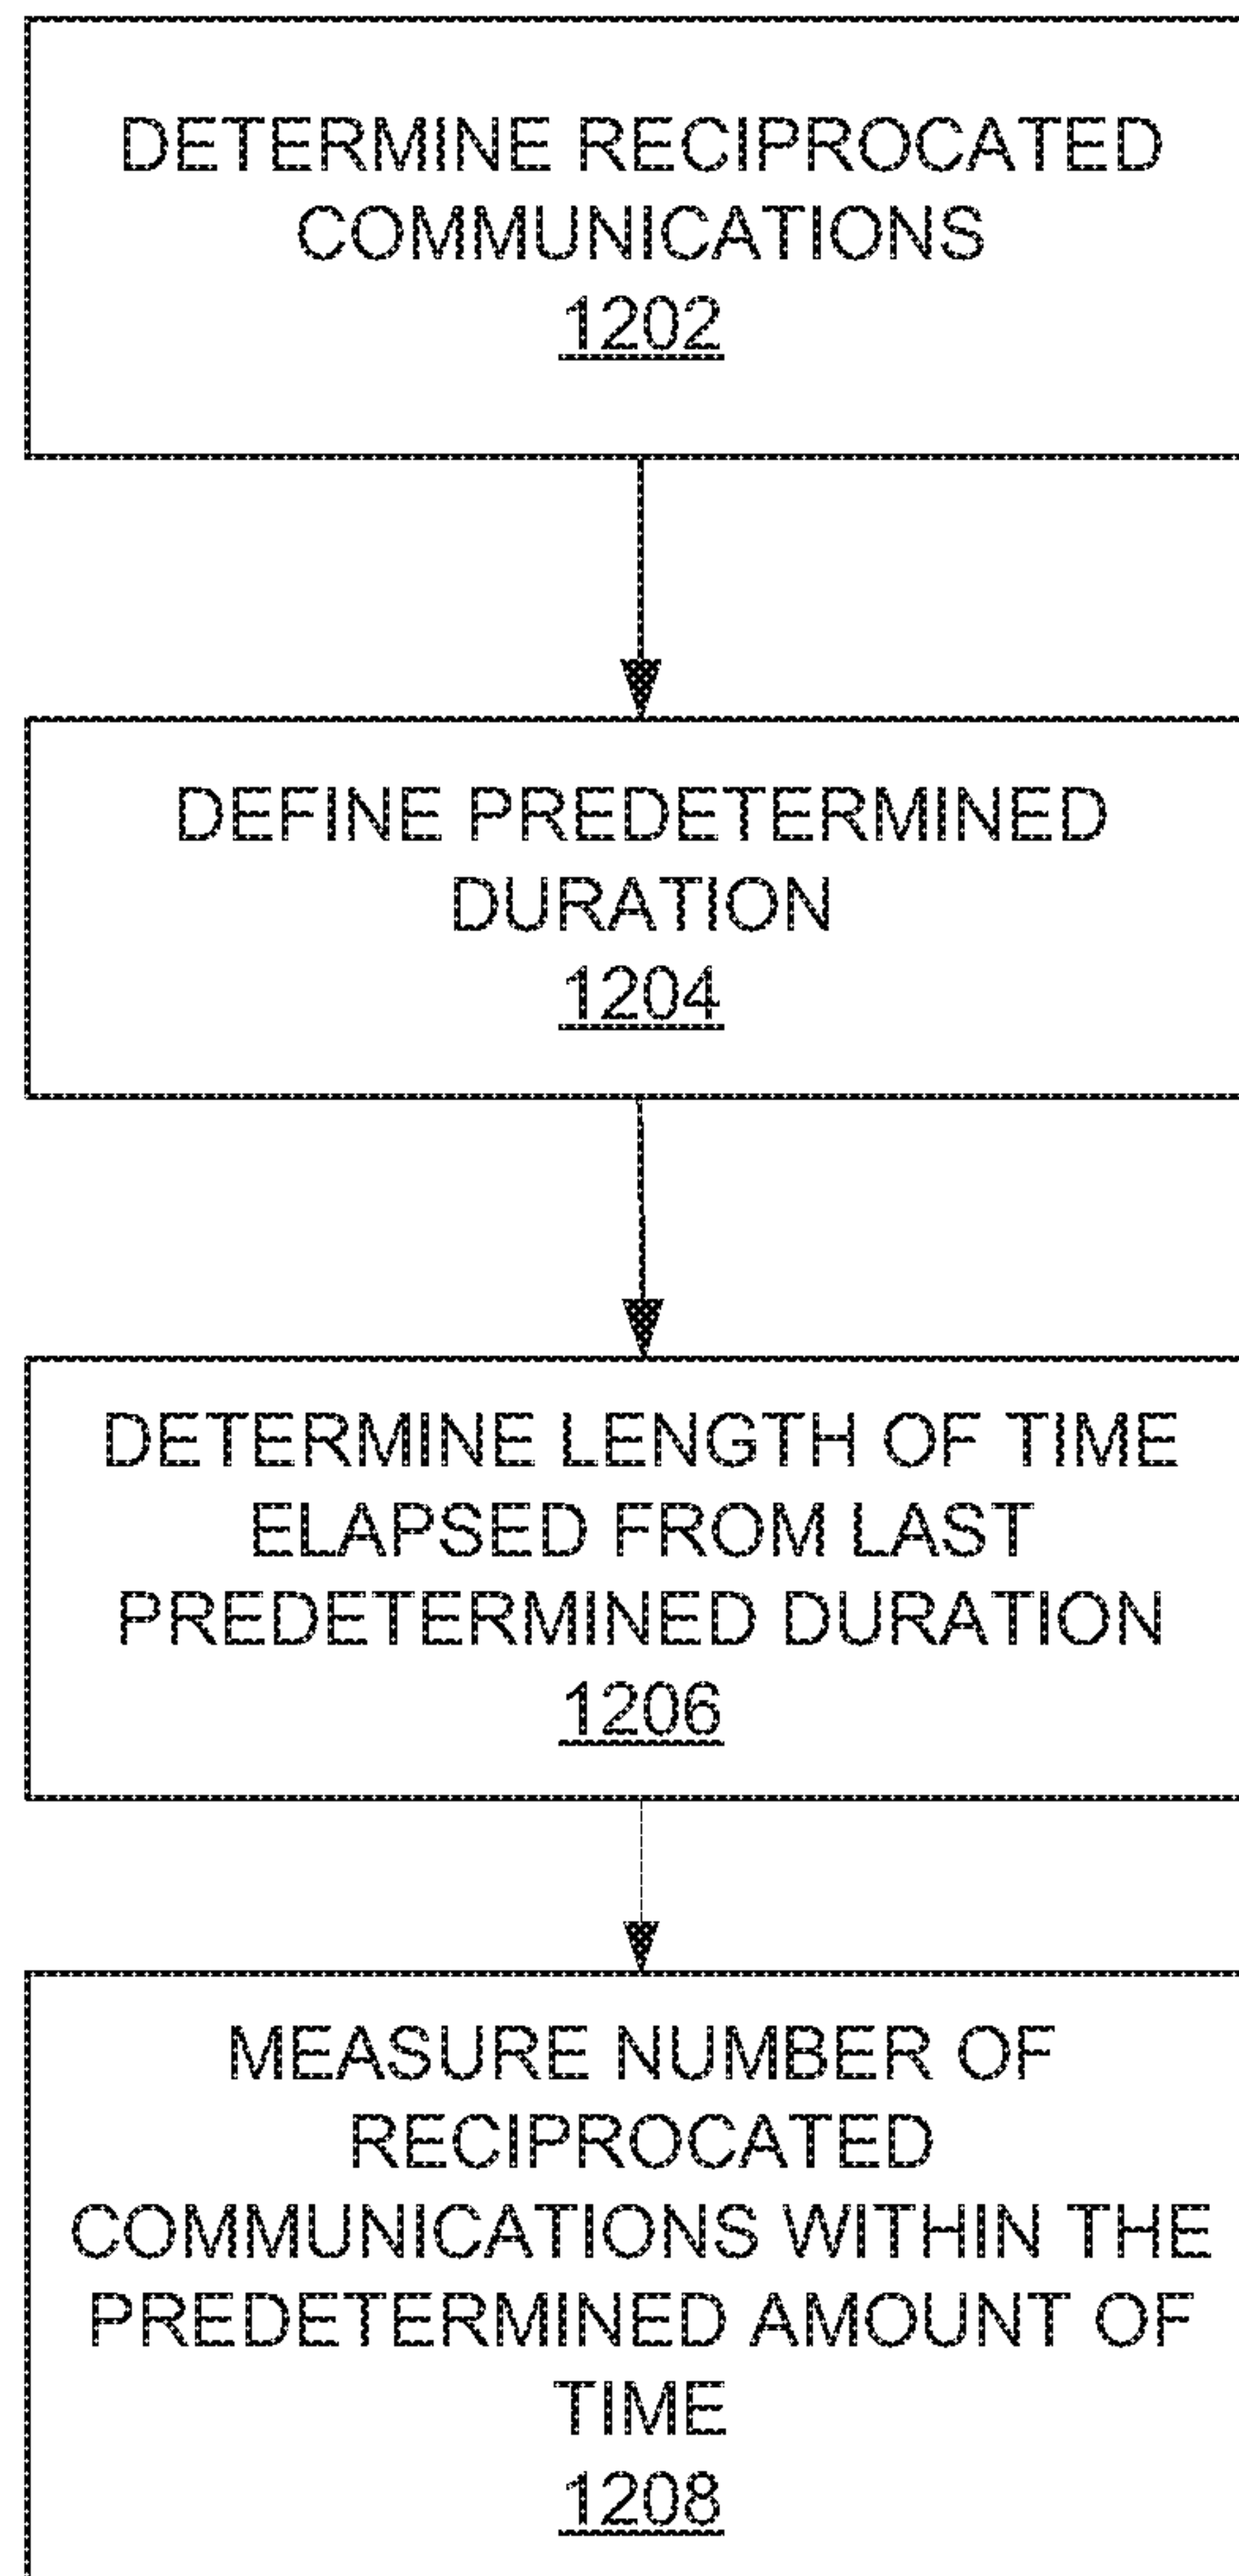 DETERMINE RECIPROCATED
COMMUNICATIONS
1202
DEFINE PREDETERMINED
DURATION
1204
DETERMINE LENGTH OF TIME
ELAPSED FROM LAST
PREDETERMINED DURATION
1206
MEASURE NUMBER OF
RECIPROCATED
COMMUNICATIONS WITHIN THE
PREDETERMINED AMOUNT OF
TIME
1208